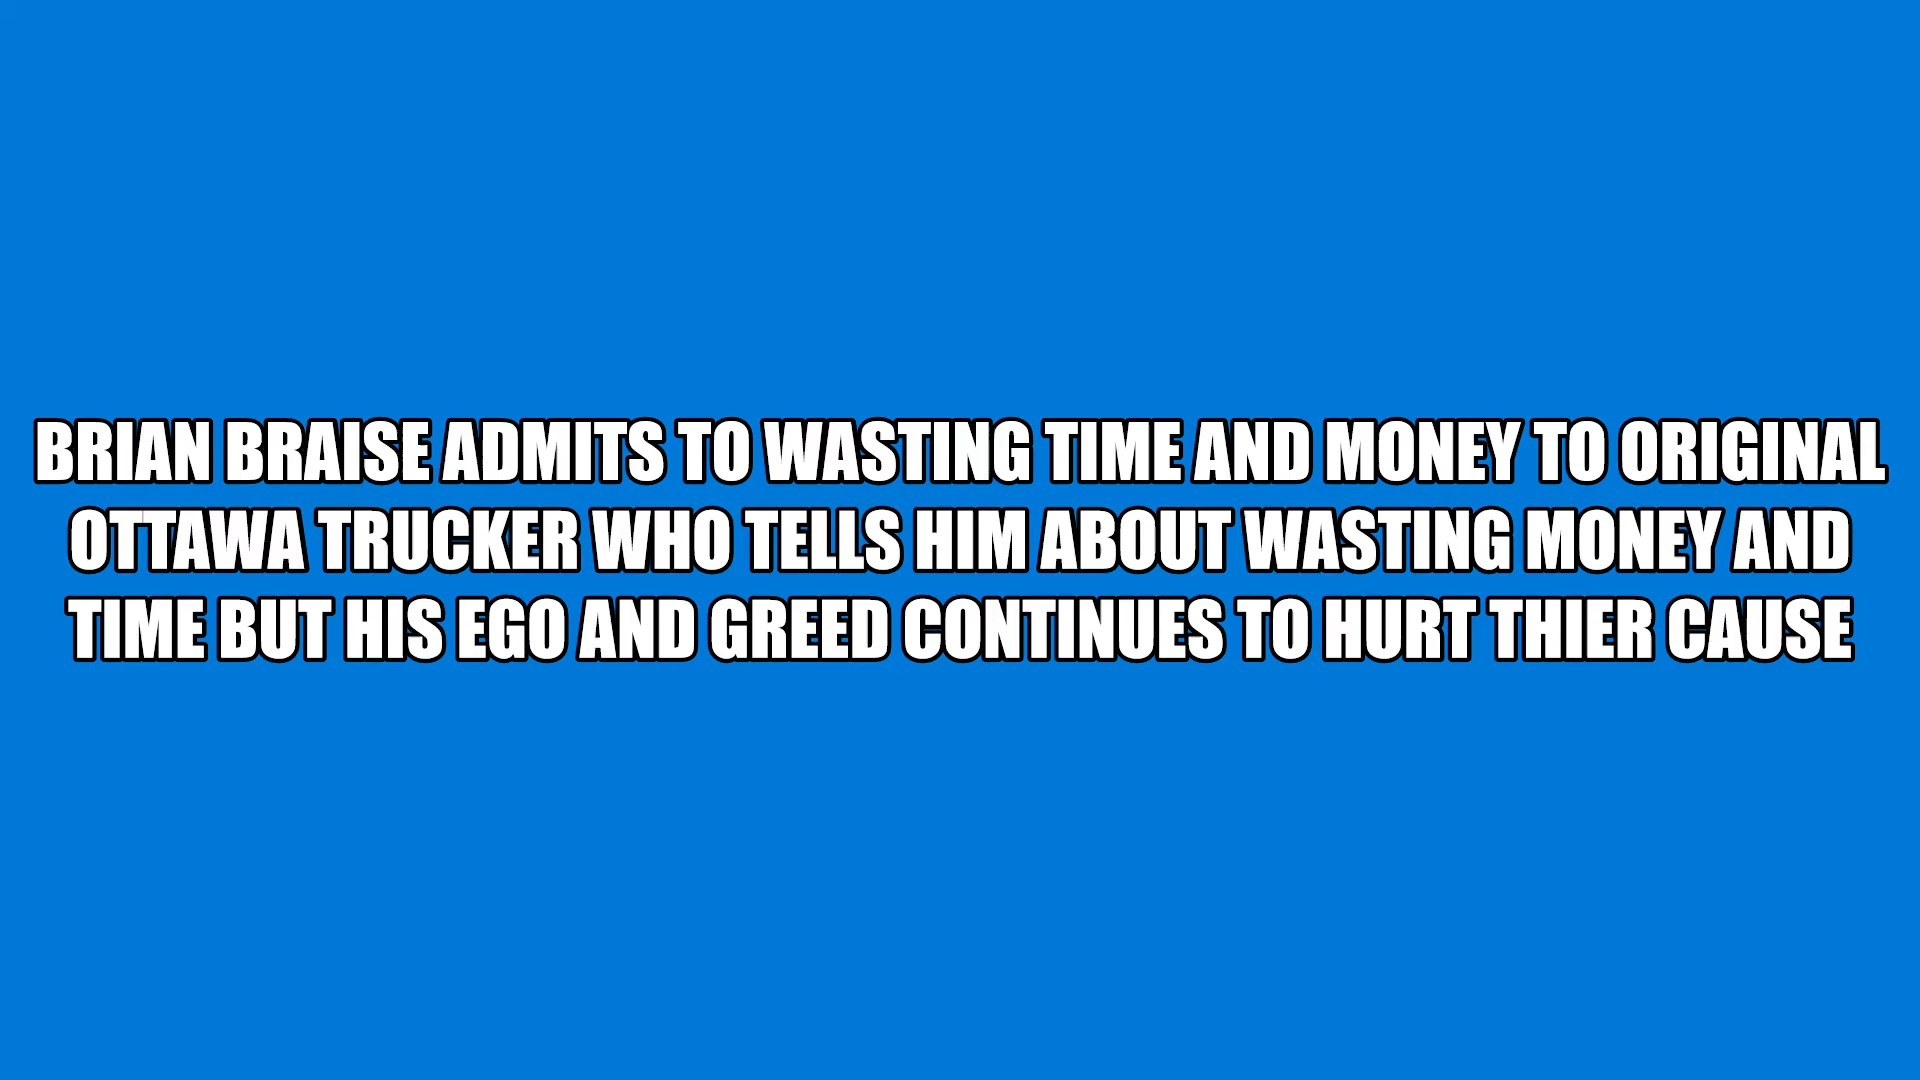 BRIAN BRAISE ADMITS TO WASTING TIME AND MONEY TO ORIGINAL
OTTAWA TRUCKER WHO TELLS HIM ABOUT WASTING MONEY AND
TIME BUT HIS EGO AND GREED CONTINUES TO HURT THIER CAUSE